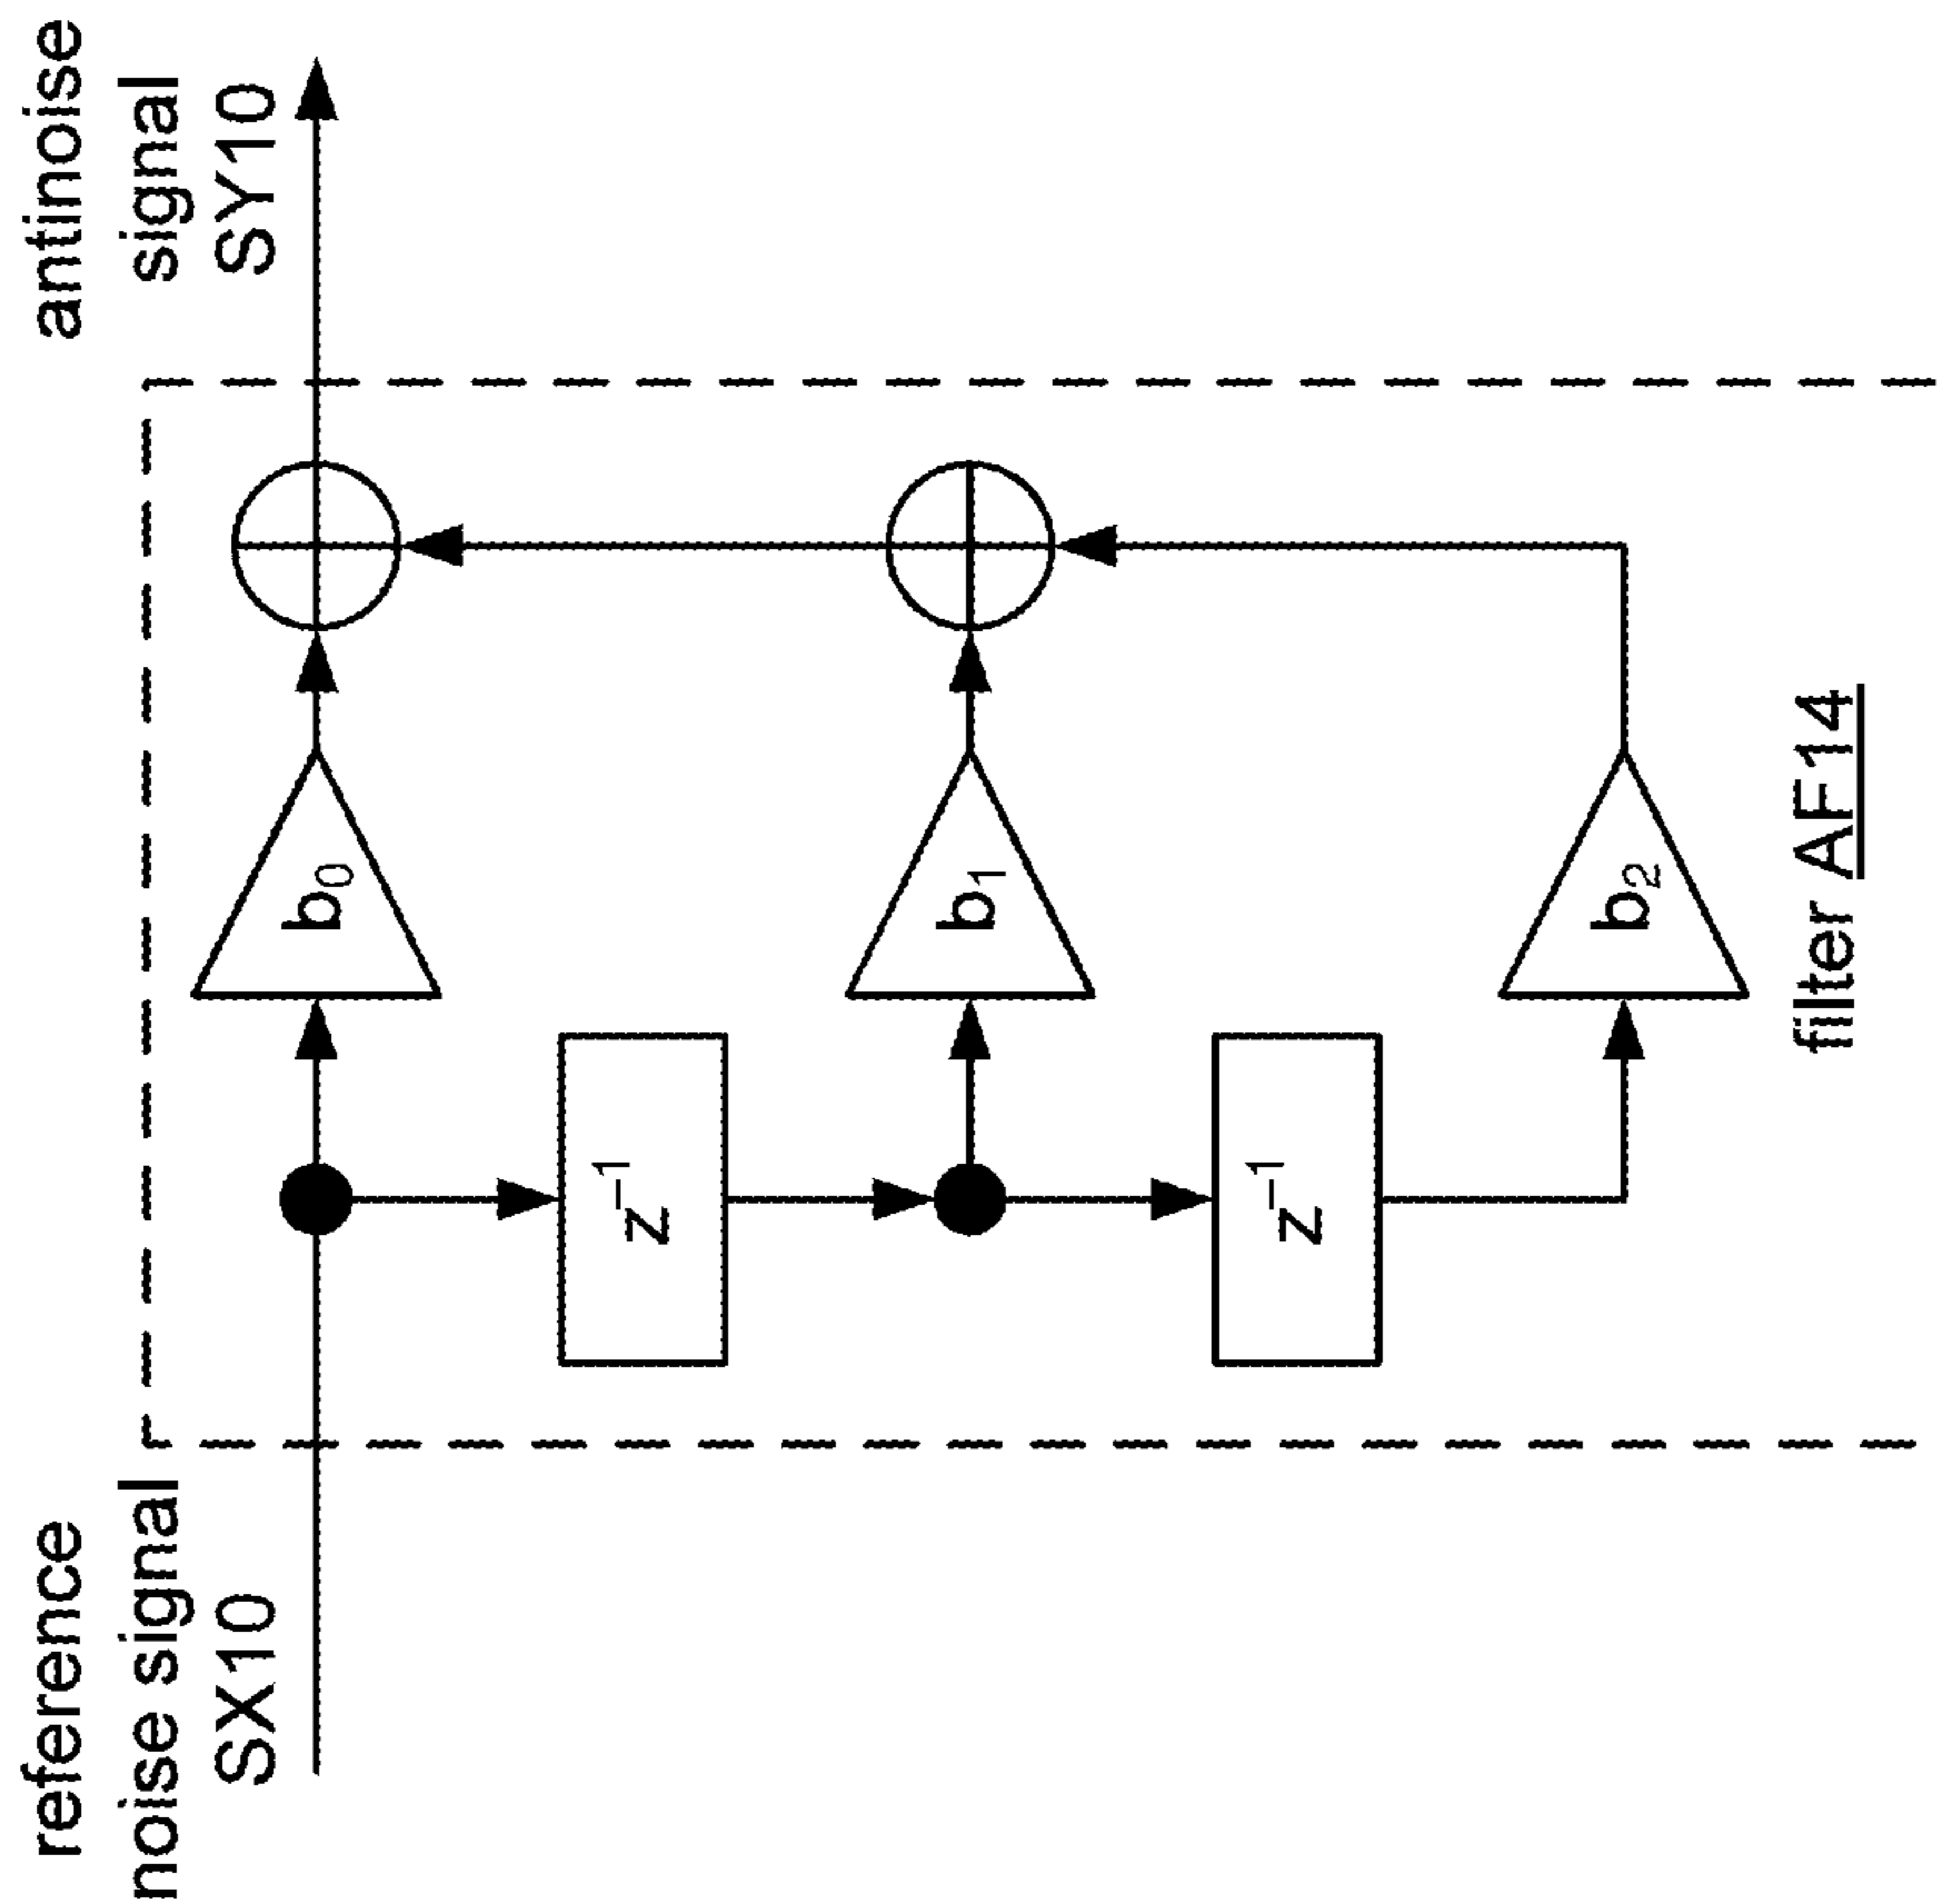 reference
noise signal
SX10
antinoise
signal
SY10
b0
z–1
b1
z–1
b2
filter AF14